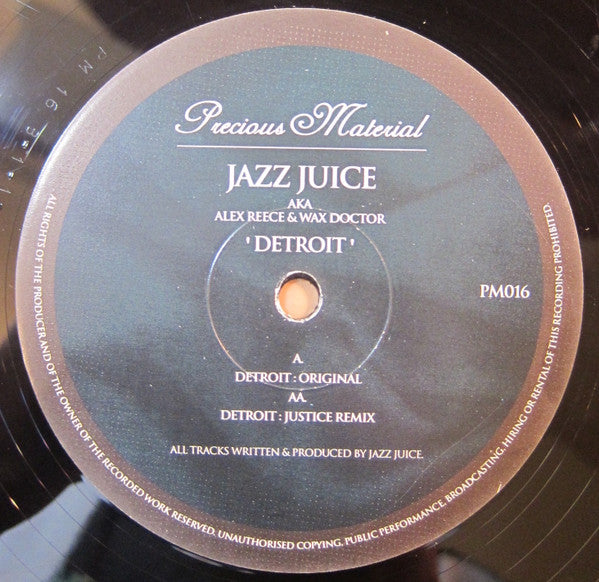 Precious Material
JAZZ JUICE
AKA
ALEX REECE & WAX DOCTOR
' DETROIT '
PM016
A.
DETROIT : ORIGINAL
AA.
DETROIT : JUSTICE REMIX
ALL TRACKS WRITTEN & PRODUCED BY JAZZ JUICE.
ALL RIGHTS OF THE PRODUCER AND OF THE OWNER OF THE RECORDED WORK RESERVED. UNAUTHORISED COPYING, PUBLIC PERFORMANCE, BROADCASTING, HIRING OR RENTAL OF THIS RECORDING PROHIBITED.
PM 16